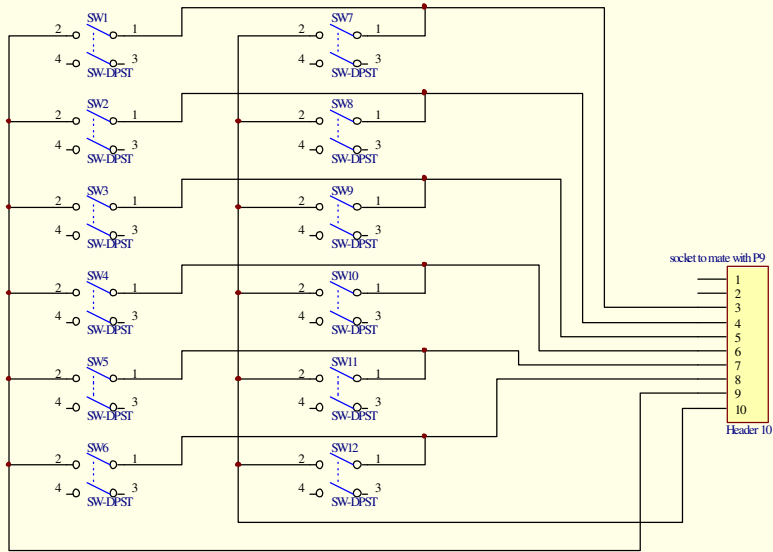 SW1
2 1
4 3
SW-DPST
SW7
2 1
4 3
SW-DPST
SW2
2 1
4 3
SW-DPST
SW8
2 1
4 3
SW-DPST
SW3
2 1
4 3
SW-DPST
SW9
2 1
4 3
SW-DPST
SW4
2 1
4 3
SW-DPST
SW10
2 1
4 3
SW-DPST
SW5
2 1
4 3
SW-DPST
SW11
2 1
4 3
SW-DPST
SW6
2 1
4 3
SW-DPST
SW12
2 1
4 3
SW-DPST
socket to mate with P9
1
2
3
4
5
6
7
8
9
10
Header 10